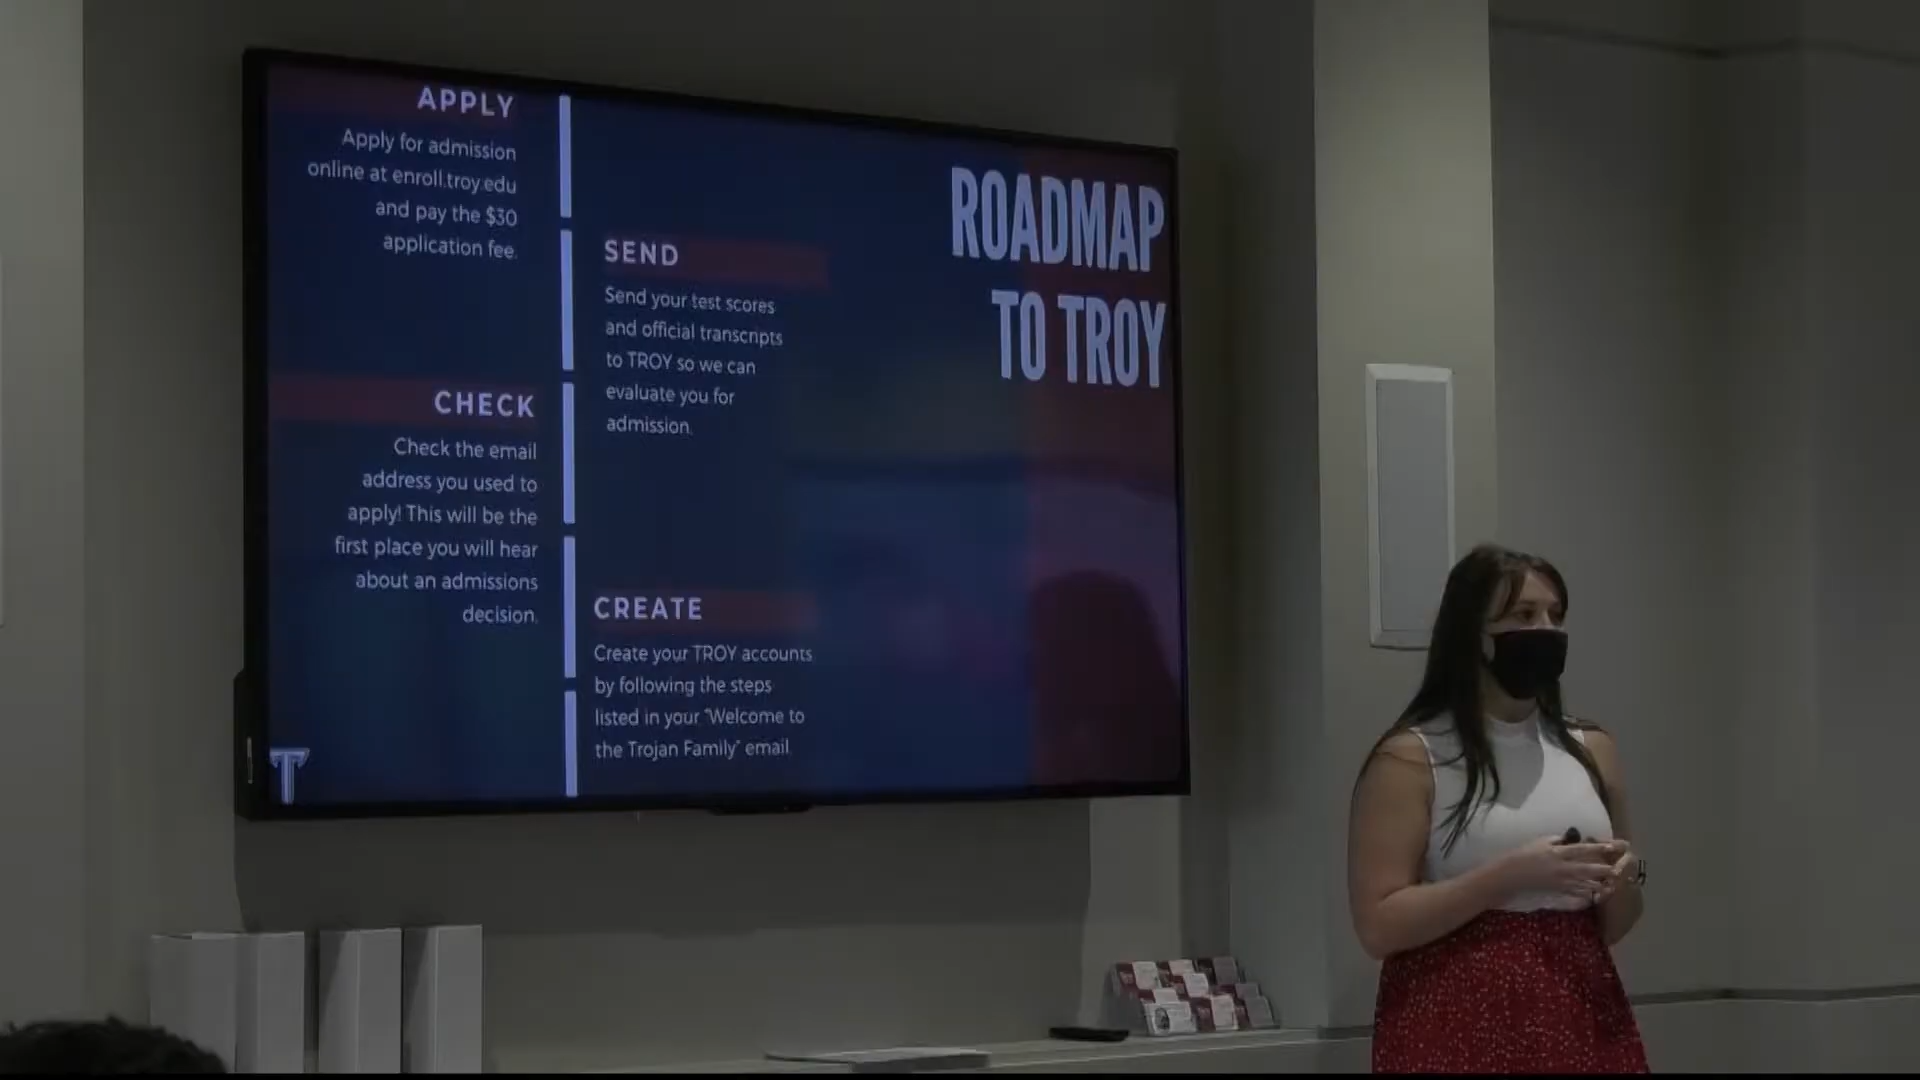 APPLY
Apply for admission
online at enroll.troy.edu
and pay the $30
application fee.
SEND
Send your test scores
and official transcripts
to TROY so we can
evaluate you for
admission.
CHECK
Check the email
address you used to
apply! This will be the
first place you will hear
about an admissions
decision.
CREATE
Create your TROY accounts
by following the steps
listed in your "Welcome to
the Trojan Family" email.
ROADMAP
TO TROY
T